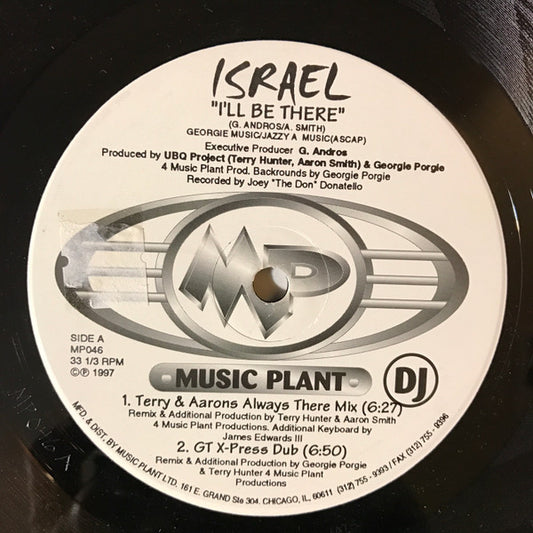 ISRAEL
"I'LL BE THERE"
(G. ANDROS/A. SMITH)
GEORGIE MUSIC/JAZZY A MUSIC(ASCAP)
Executive Producer G. Andros
Produced by UBQ Project (Terry Hunter, Aaron Smith) & Georgie Porgie
4 Music Plant Prod. Backrounds by Georgie Porgie
Recorded by Joey "The Don" Donatello
MP
SIDE A
MP046
33 1/3 RPM
©℗ 1997
MUSIC PLANT
DJ
1. Terry & Aarons Always There Mix (6:27)
Remix & Additional Production by Terry Hunter & Aaron Smith
4 Music Plant Productions. Additional Keyboard by
James Edwards III
2. GT X-Press Dub (6:50)
Remix & Additional Production by Georgie Porgie
& Terry Hunter 4 Music Plant
Productions
MFD. & DIST. BY MUSIC PLANT LTD. 161 E. GRAND Ste 304. CHICAGO, IL, 60611 (312) 755 - 9393 / FAX (312) 755 - 9396